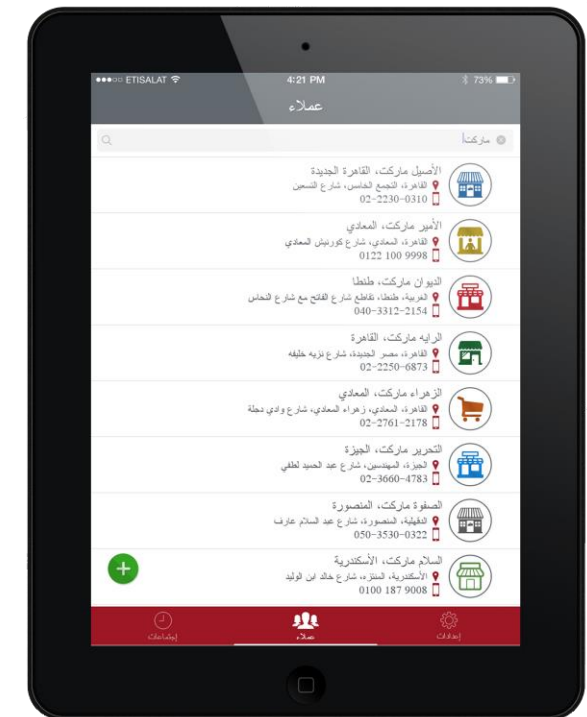 ETISALAT 4:21 PM 73%
عملاء
ماركت
الأصيل ماركت، القاهرة الجديدة
القاهرة، التجمع الخامس، شارع التسعين
02-2230-0310
الأمير ماركت، المعادي
القاهرة، المعادي، شارع كورنيش المعادي
0122 100 9998
الديوان ماركت، طنطا
الغربية، طنطا، تقاطع شارع الفاتح مع شارع النحاس
040-3312-2154
الرايه ماركت، القاهرة
القاهرة، مصر الجديدة، شارع نزيه خليفه
02-2250-6873
الزهراء ماركت، المعادي
القاهرة، المعادي، زهراء المعادي، شارع وادي دجلة
02-2761-2178
التحرير ماركت، الجيزة
الجيزة، المهندسين، شارع عبد الحميد لطفي
02-3660-4783
الصفوة ماركت، المنصورة
الدقهلية، المنصورة، شارع عبد السلام عارف
050-3530-0322
السلام ماركت، الأسكندرية
الأسكندرية، المنتزه، شارع خالد ابن الوليد
0100 187 9008
إعدادات عملاء إجتماعات